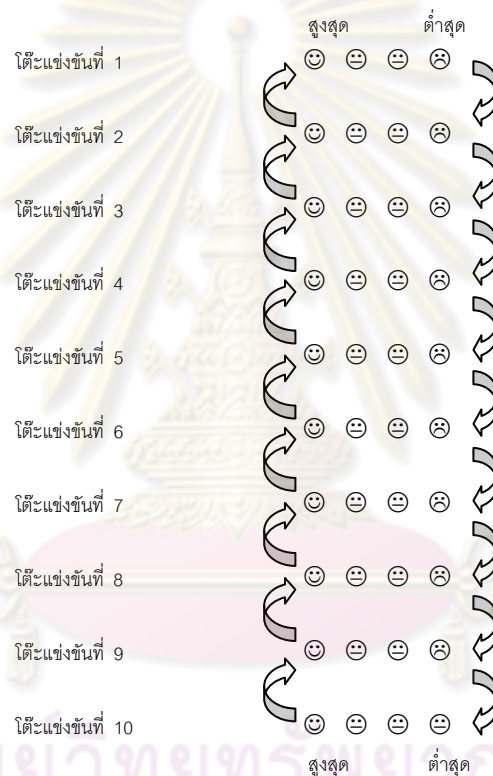 สูงสุด ต่ำสุด
โต๊ะแข่งขันที่ 1
โต๊ะแข่งขันที่ 2
โต๊ะแข่งขันที่ 3
โต๊ะแข่งขันที่ 4
โต๊ะแข่งขันที่ 5
โต๊ะแข่งขันที่ 6
โต๊ะแข่งขันที่ 7
โต๊ะแข่งขันที่ 8
โต๊ะแข่งขันที่ 9
โต๊ะแข่งขันที่ 10
สูงสุด ต่ำสุด